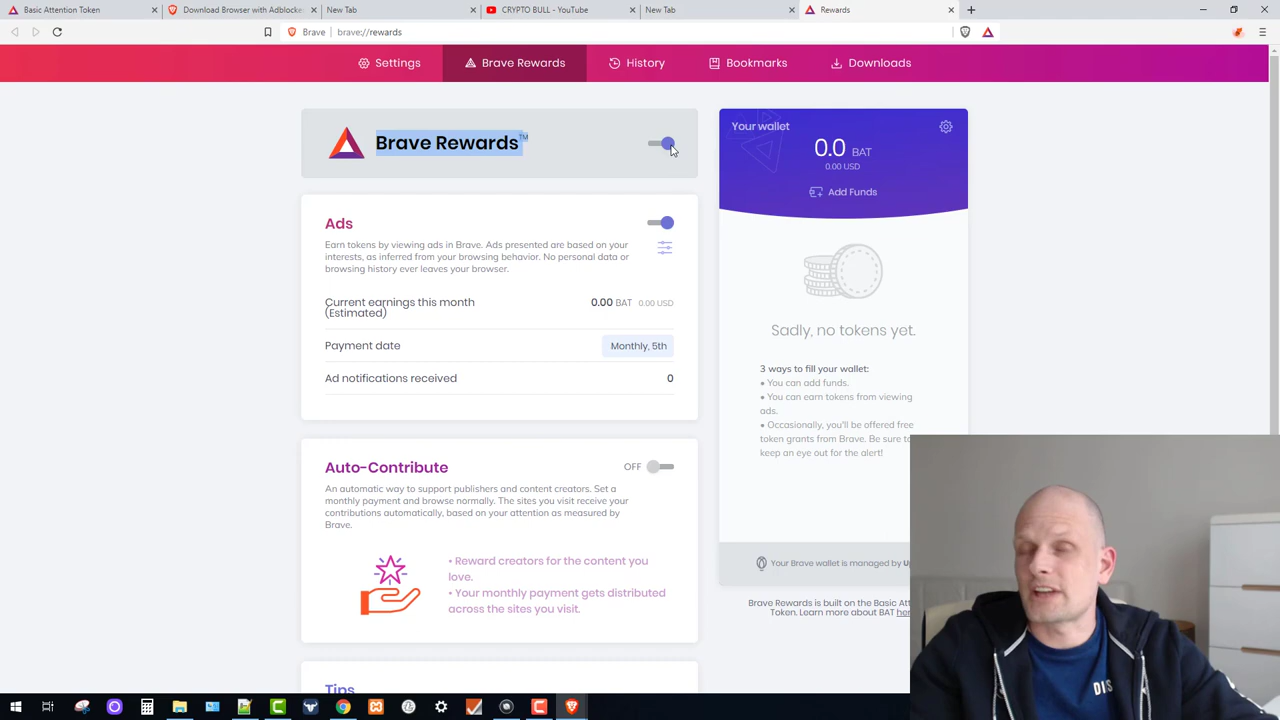 Basic Attention Token
Download Browser with Adblocke
New Tab
CRYPTO BULL - YouTube
New Tab
Rewards
Brave
brave://rewards
Settings
Brave Rewards
History
Bookmarks
Downloads
Brave Rewards™
Your wallet
0.0 BAT
0.00 USD
Add Funds
Ads
Earn tokens by viewing ads in Brave. Ads presented are based on your
interests, as inferred from your browsing behavior. No personal data or
browsing history ever leaves your browser.
Current earnings this month
(Estimated)
0.00 BAT 0.00 USD
Payment date
Monthly, 5th
Ad notifications received
0
Sadly, no tokens yet.
3 ways to fill your wallet:
• You can add funds.
• You can earn tokens from viewing
ads.
• Occasionally, you'll be offered free
token grants from Brave. Be sure to
keep an eye out for the alert!
Auto-Contribute
OFF
An automatic way to support publishers and content creators. Set a
monthly payment and browse normally. The sites you visit receive your
contributions automatically, based on your attention as measured by
Brave.
• Reward creators for the content you
love.
• Your monthly payment gets distributed
across the sites you visit.
Your Brave wallet is managed by Up
Brave Rewards is built on the Basic Att
Token. Learn more about BAT her
Tips
DIS